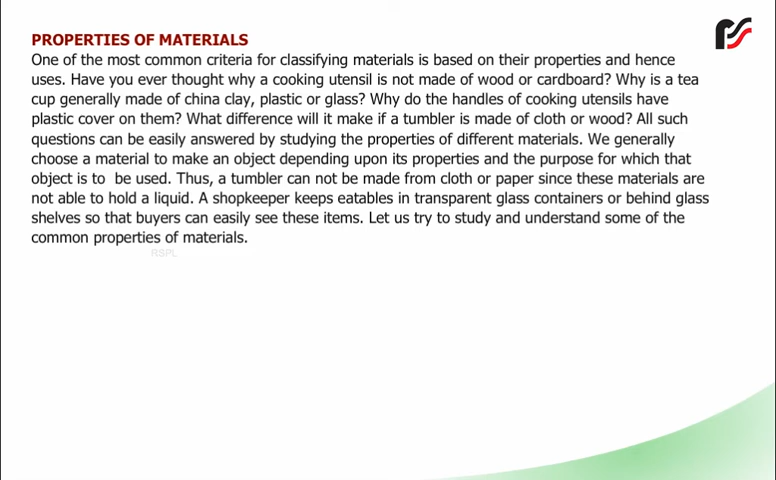 PROPERTIES OF MATERIALS
One of the most common criteria for classifying materials is based on their properties and hence
uses. Have you ever thought why a cooking utensil is not made of wood or cardboard? Why is a tea
cup generally made of china clay, plastic or glass? Why do the handles of cooking utensils have
plastic cover on them? What difference will it make if a tumbler is made of cloth or wood? All such
questions can be easily answered by studying the properties of different materials. We generally
choose a material to make an object depending upon its properties and the purpose for which that
object is to  be used. Thus, a tumbler can not be made from cloth or paper since these materials are
not able to hold a liquid. A shopkeeper keeps eatables in transparent glass containers or behind glass
shelves so that buyers can easily see these items. Let us try to study and understand some of the
common properties of materials.
RSPL